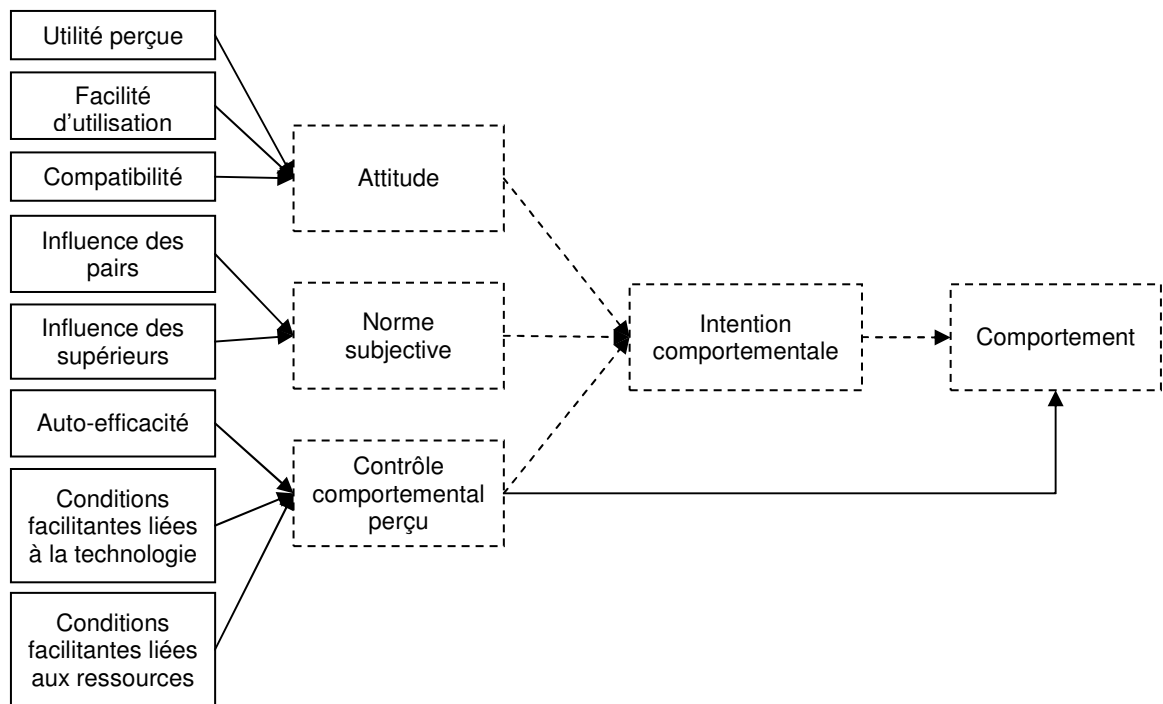 Utilité perçue
Facilité
d'utilisation
Compatibilité
Influence des
pairs
Influence des
supérieurs
Auto-efficacité
Conditions
facilitantes liées
à la technologie
Conditions
facilitantes liées
aux ressources
Attitude
Norme
subjective
Contrôle
comportemental
perçu
Intention
comportementale
Comportement